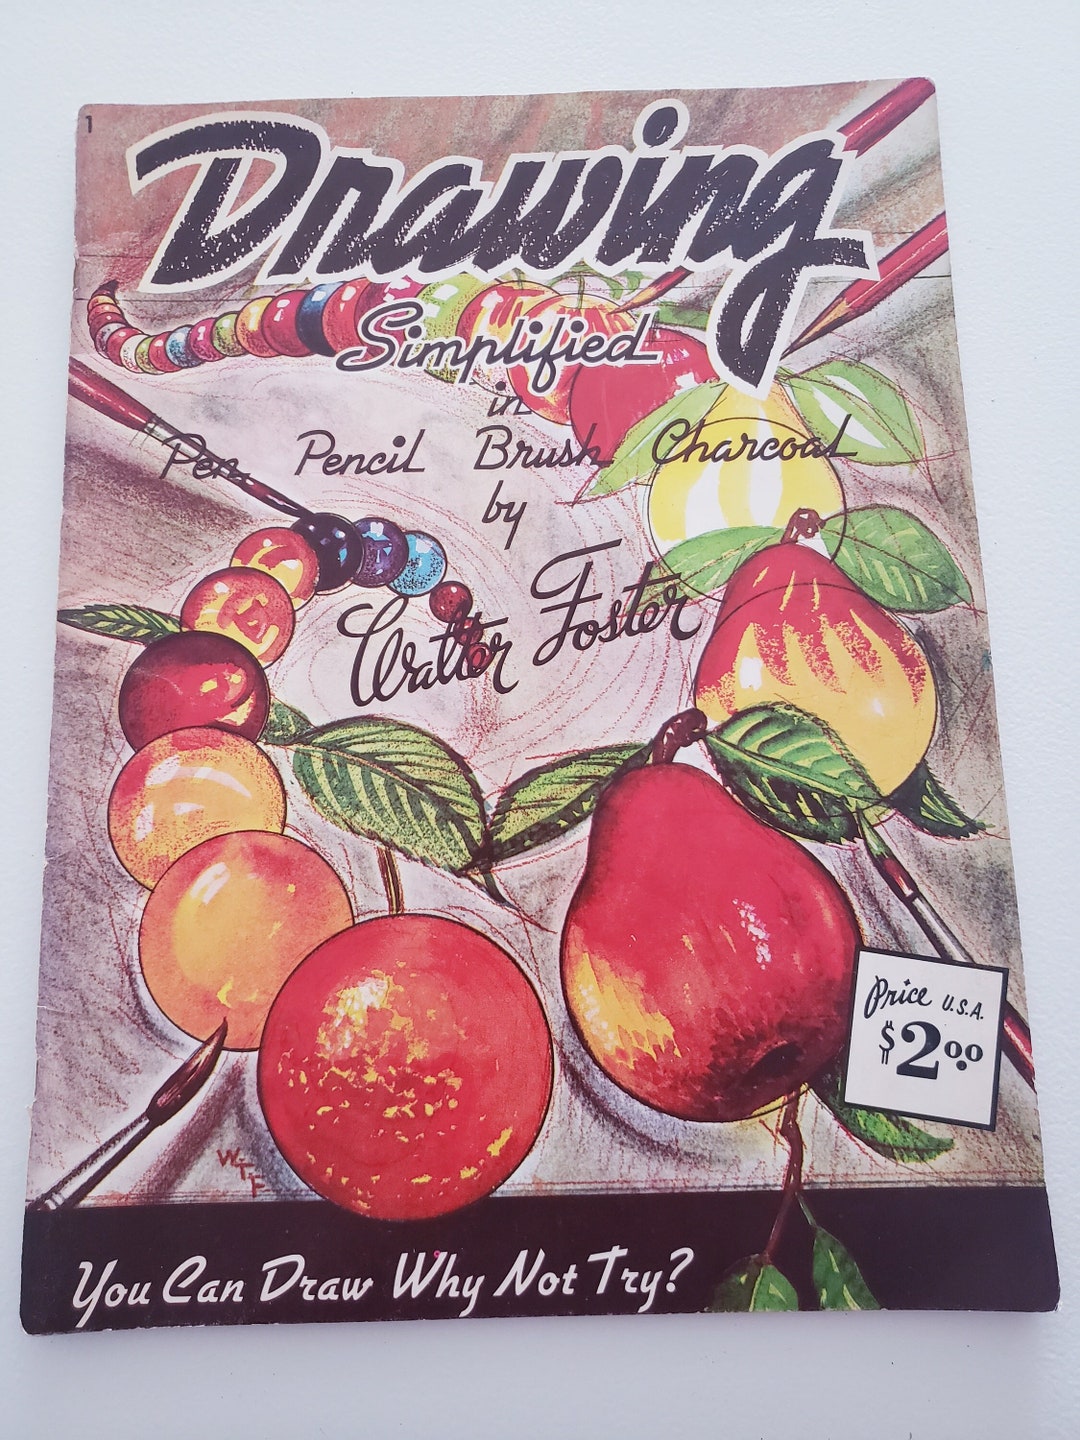 1
Drawing
Simplified
in
Pen Pencil Brush Charcoal
by
Walter Foster
Price U.S.A.
$2.00
W.T.F.
You Can Draw Why Not Try?